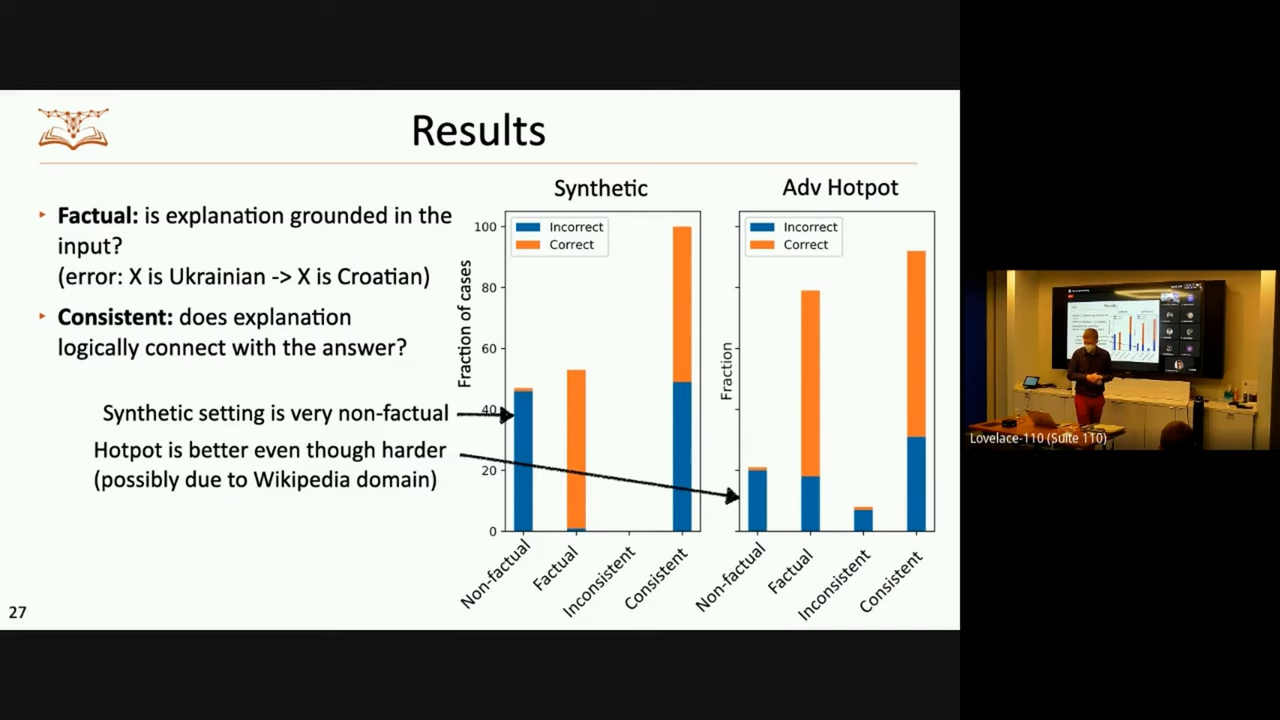 Results
Factual: is explanation grounded in the
input?
(error: X is Ukrainian -> X is Croatian)
Consistent: does explanation
logically connect with the answer?
Synthetic setting is very non-factual
Hotpot is better even though harder
(possibly due to Wikipedia domain)
27
Synthetic
Fraction of cases
100
80
60
40
20
0
Incorrect
Correct
Non-factual
Factual
Inconsistent
Consistent
Adv Hotpot
Fraction
Incorrect
Correct
Non-factual
Factual
Inconsistent
Consistent
Lovelace-110 (Suite 110)